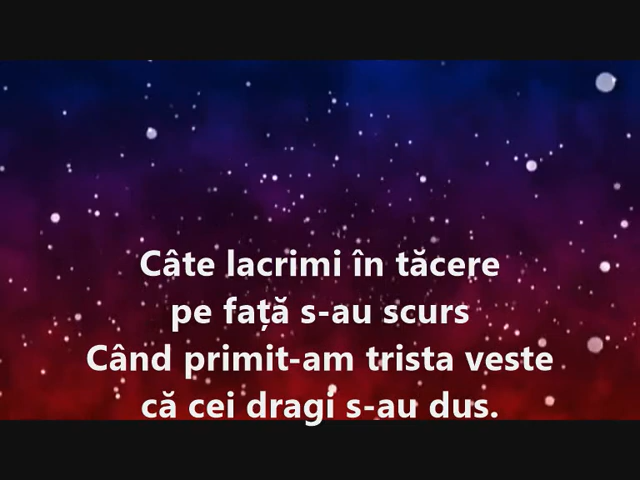 Câte lacrimi în tăcere
pe față s-au scurs
Când primit-am trista veste
că cei dragi s-au dus.